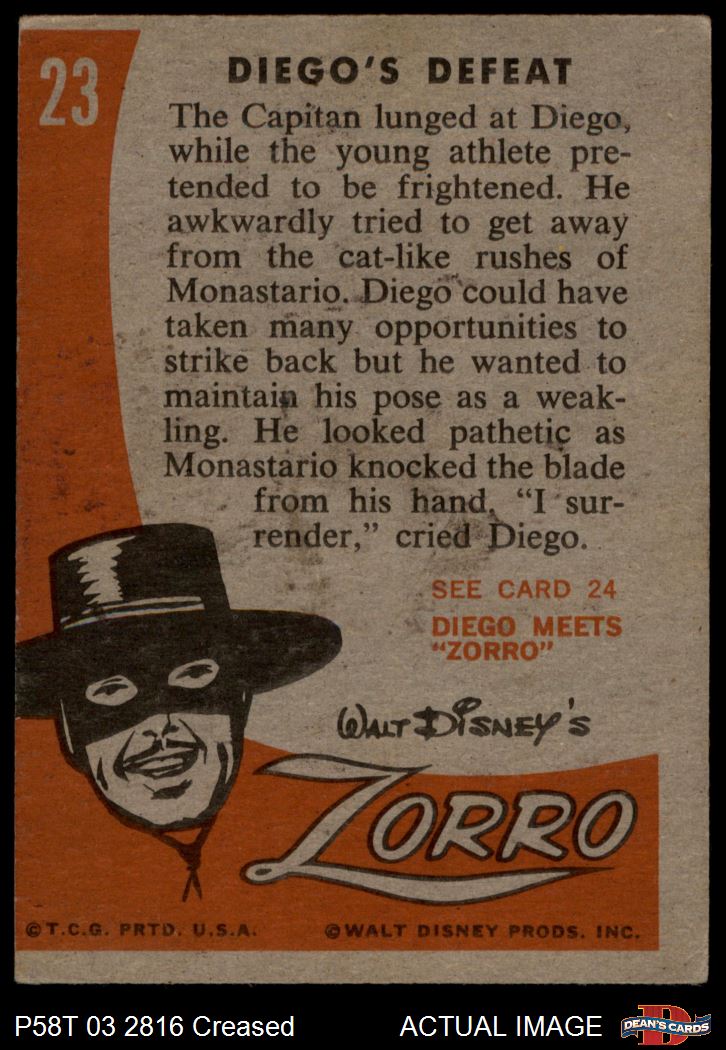 23
DIEGO'S DEFEAT
The Capitan lunged at Diego,
while the young athlete pre-
tended to be frightened. He
awkwardly tried to get away
from the cat-like rushes of
Monastario. Diego could have
taken many opportunities to
strike back but he wanted to
maintain his pose as a weak-
ling. He looked pathetic as
Monastario knocked the blade
from his hand, “I sur-
render,” cried Diego.
SEE CARD 24
DIEGO MEETS
“ZORRO”
WALT DISNEY'S
ZORRO
©T.C.G. PRTD. U.S.A.
©WALT DISNEY PRODS. INC.
P58T 03 2816 Creased
ACTUAL IMAGE
D
DEAN'S CARDS